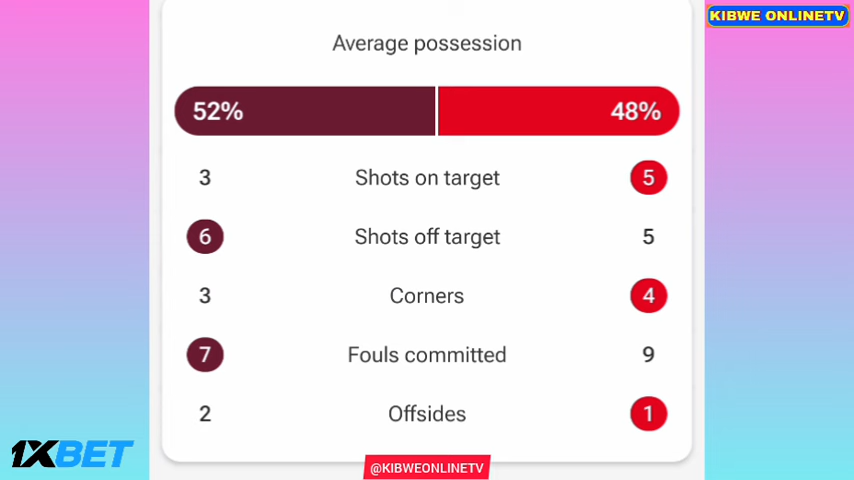 KIBWE ONLINETV
Average possession
52% 48%
3 Shots on target 5
6 Shots off target 5
3 Corners 4
7 Fouls committed 9
2 Offsides 1
1XBET
@KIBWEONLINETV